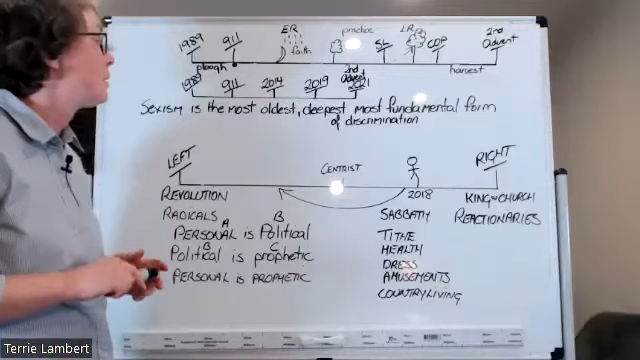 1989 911 ER practice LR 2nd Advent
faith SL COP
plough harvest
1989 911 2014 2019 2nd Advent 2021
SEXISM is the most oldest, deepest most fundamental form
of discrimination
LEFT CENTRIST RIGHT
REVOLUTION 2018 KING~CHURCH
RADICALS SABBATH REACTIONARIES
A B
PERSONAL is Political TITHE
B C
Political is prophetic HEALTH
DRESS
PERSONAL is PROPHETIC AMUSEMENTS
COUNTRY LIVING
Terrie Lambert